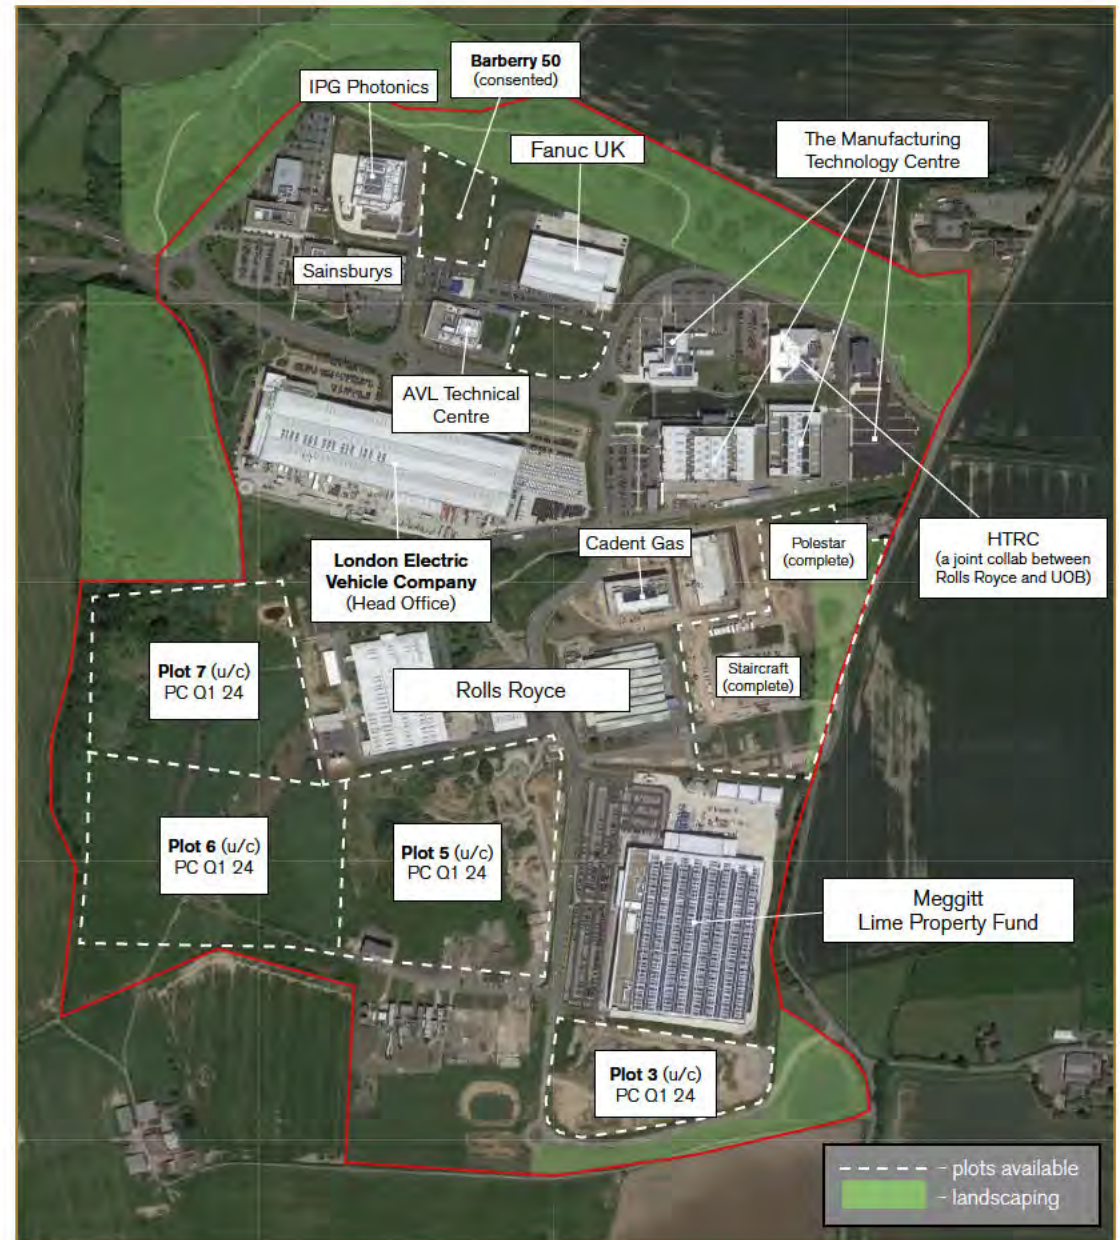 Barberry 50
(consented)
IPG Photonics
Fanuc UK
The Manufacturing
Technology Centre
Sainsburys
AVL Technical
Centre
HTRC
(a joint collab between
Rolls Royce and UOB)
Polestar
(complete)
Cadent Gas
London Electric
Vehicle Company
(Head Office)
Plot 7 (u/c)
PC Q1 24
Rolls Royce
Staircraft
(complete)
Plot 6 (u/c)
PC Q1 24
Plot 5 (u/c)
PC Q1 24
Meggitt
Lime Property Fund
Plot 3 (u/c)
PC Q1 24
- plots available
- landscaping